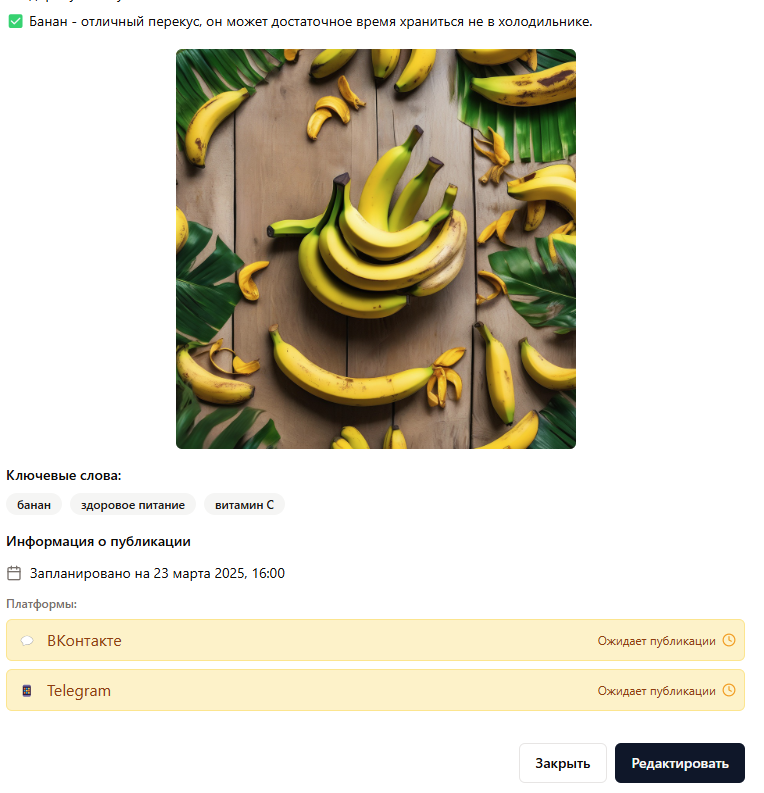 Банан - отличный перекус, он может достаточное время храниться не в холодильнике.
Ключевые слова:
банан здоровое питание витамин С
Информация о публикации
Запланировано на 23 марта 2025, 16:00
Платформы:
ВКонтакте Ожидает публикации
Telegram Ожидает публикации
Закрыть Редактировать